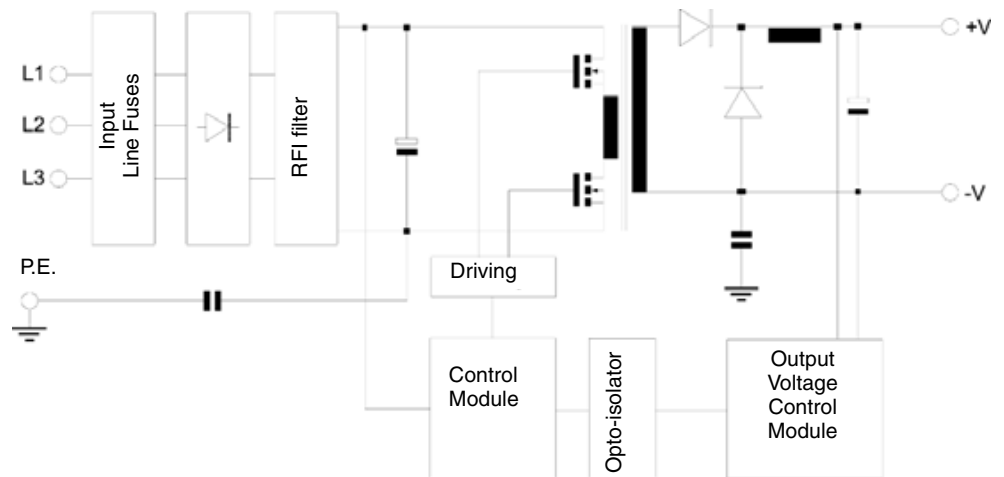 L1
L2
L3
Input
Line Fuses
RFI filter
+V
-V
P.E.
Driving
Control
Module
Opto-isolator
Output
Voltage
Control
Module